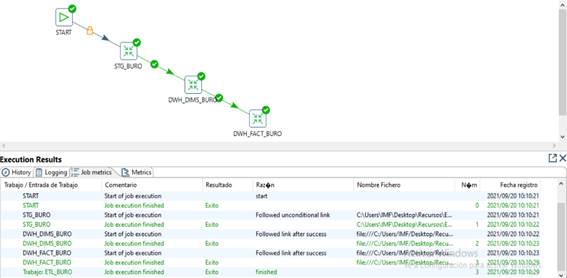 START
STG_BURO
DWH_DIMS_BURO
DWH_FACT_BURO
Execution Results
History Logging Job metrics Metrics
Trabajo / Entrada de Trabajo Comentario Resultado Raz�n Nombre Fichero N�m Fecha registro
START Start of job execution start 2021/09/20 10:10:21
START Job execution finished Exito 0 2021/09/20 10:10:21
STG_BURO Start of job execution Followed unconditional link C:\Users\IMF\Desktop\Recursos\E... 2021/09/20 10:10:21
STG_BURO Job execution finished Exito C:\Users\IMF\Desktop\Recursos\E... 1 2021/09/20 10:10:22
DWH_DIMS_BURO Start of job execution Followed link after success file:///C:/Users/IMF/Desktop/Recu... 2021/09/20 10:10:22
DWH_DIMS_BURO Job execution finished Exito file:///C:/Users/IMF/Desktop/Recu... 2 2021/09/20 10:10:23
DWH_FACT_BURO Start of job execution Followed link after success file:///C:/Users/IMF/Desktop/Recu... 2021/09/20 10:10:23
DWH_FACT_BURO Job execution finished Exito file:///C:/Users/IMF/Desktop/Recu... 3 2021/09/20 10:10:29
Trabajo: ETL_BURO Job execution finished Exito finished 3 2021/09/20 10:10:29